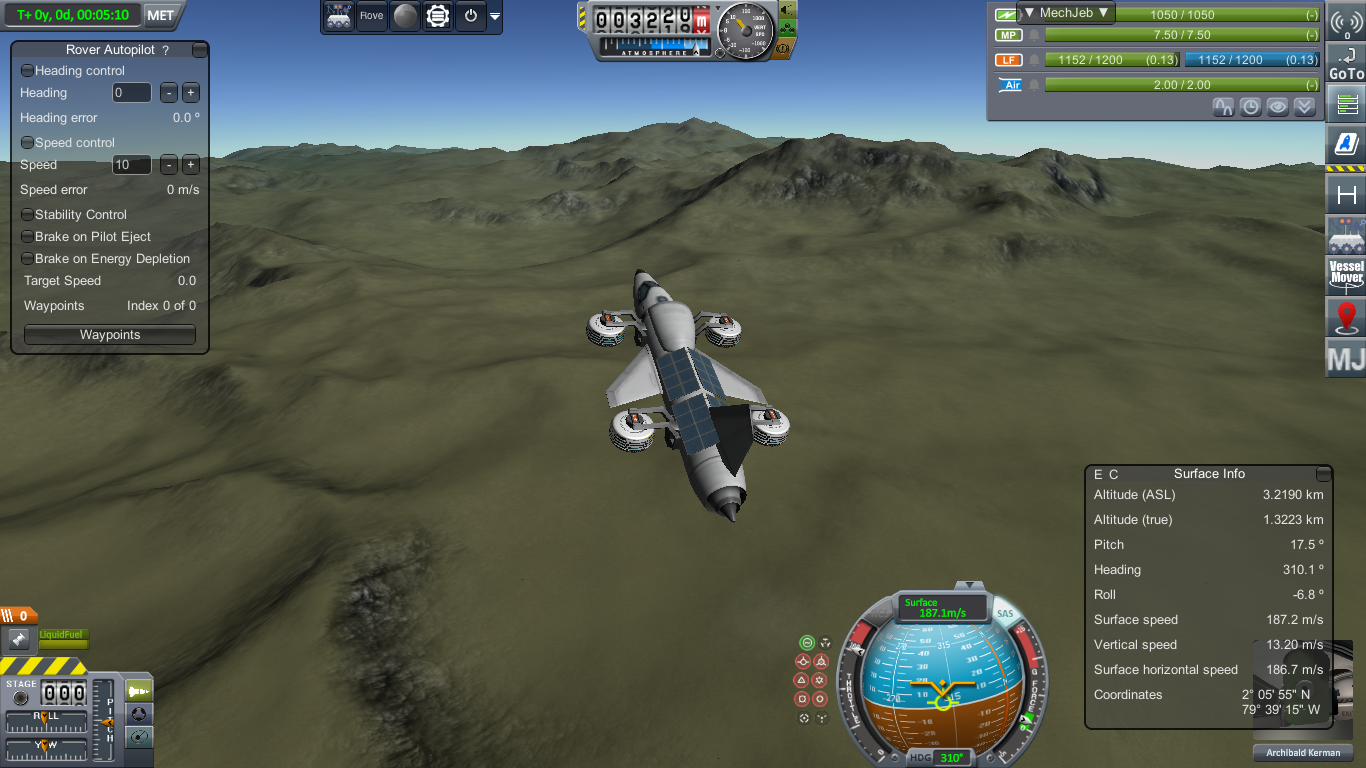 T+ 0y, 0d, 00:05:10 MET
Rove
003220 m
ATMOSPHERE
▼ MechJeb ▼
1050 / 1050 (-)
MP 7.50 / 7.50 (-)
LF 1152 / 1200 (0.13) 1152 / 1200 (0.13)
Air 2.00 / 2.00 (-)
0
GoTo
Vessel
Mover
MJ
Rover Autopilot ?
Heading control
Heading 0 - +
Heading error 0.0 º
Speed control
Speed 10 - +
Speed error 0 m/s
Stability Control
Brake on Pilot Eject
Brake on Energy Depletion
Target Speed 0.0
Waypoints Index 0 of 0
Waypoints
E C Surface Info
Altitude (ASL) 3.2190 km
Altitude (true) 1.3223 km
Pitch 17.5 º
Heading 310.1 º
Roll -6.8 º
Surface speed 187.2 m/s
Vertical speed 13.20 m/s
Surface horizontal speed 186.7 m/s
Coordinates 2° 05' 55" N
79° 39' 15" W
Archibald Kerman
0
LiquidFuel
STAGE 000
ROLL
YAW
PITCH
Surface
187.1m/s
SAS
THROTTLE
G FORCE
HDG 310°